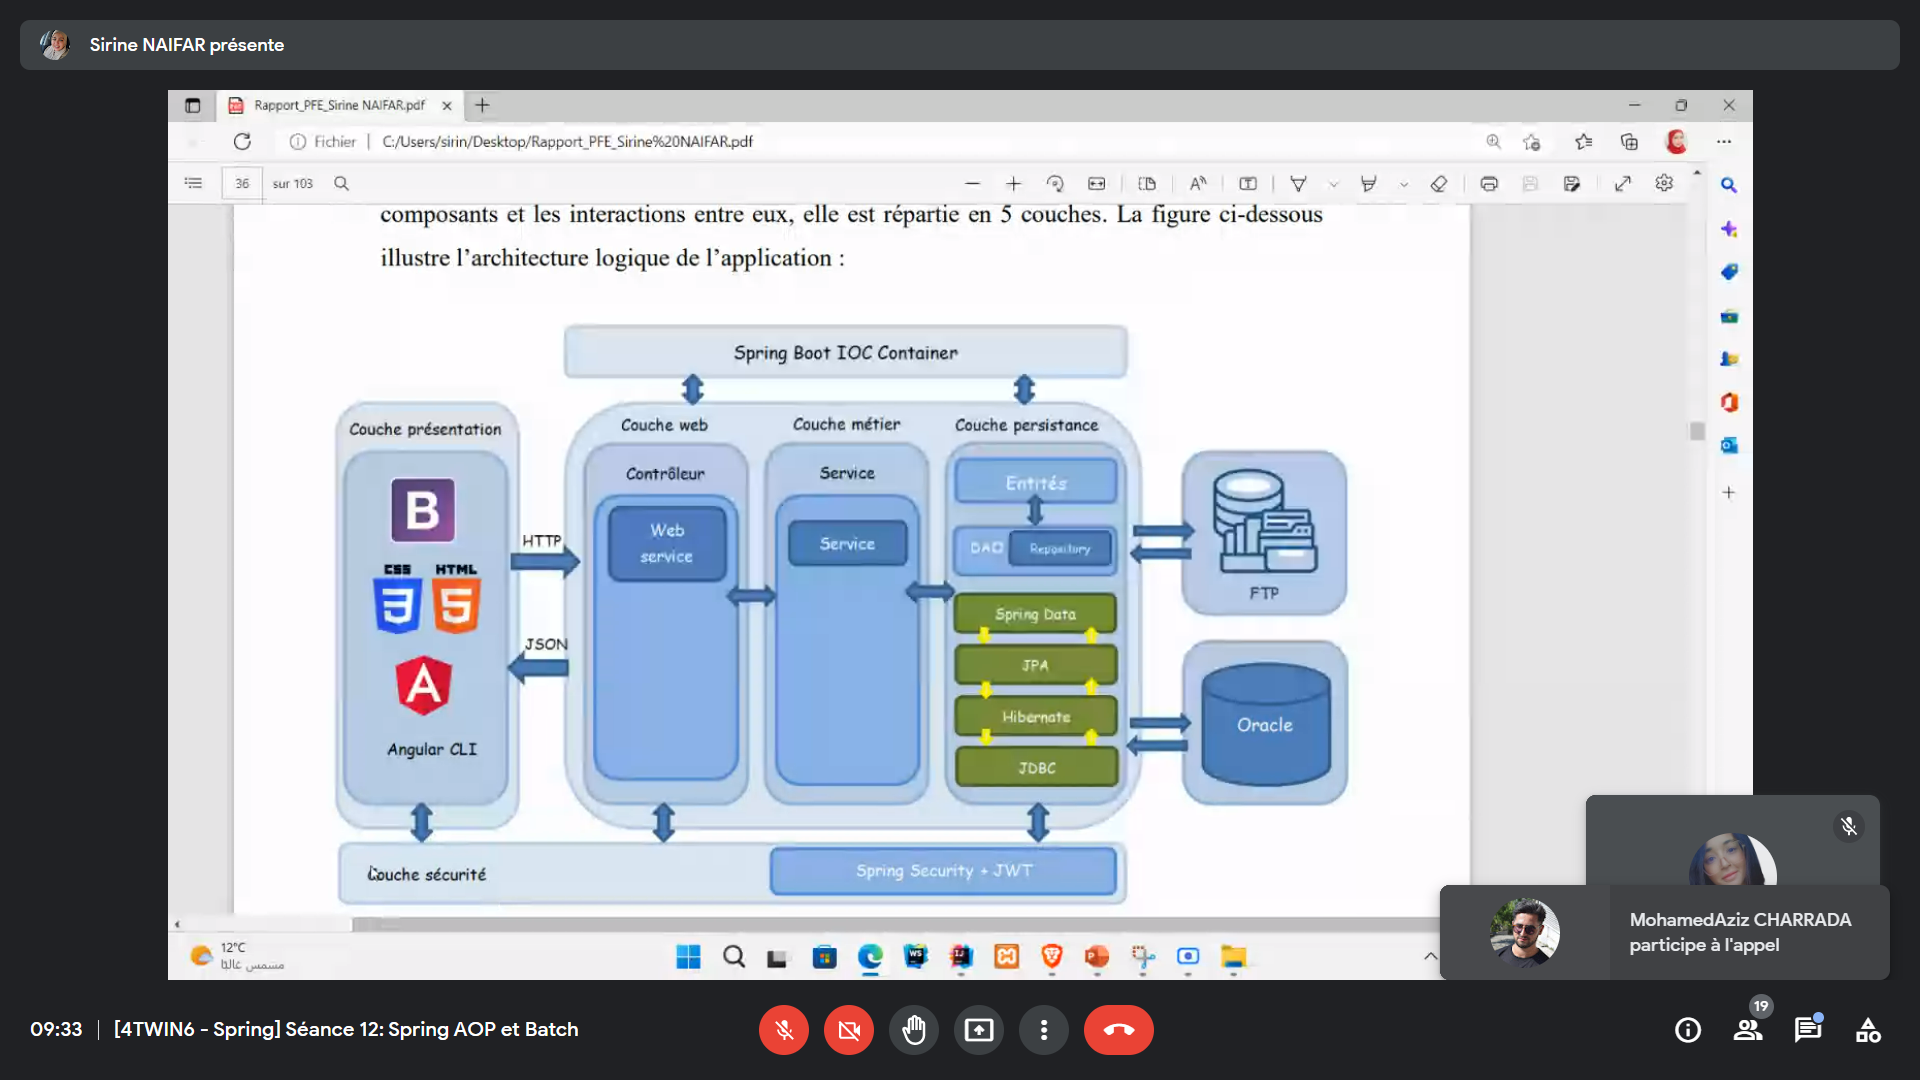 Sirine NAIFAR présente
Rapport_PFE_Sirine NAIFAR.pdf
Fichier
C:/Users/sirin/Desktop/Rapport_PFE_Sirine%20NAIFAR.pdf
36 sur 103
composants et les interactions entre eux, elle est répartie en 5 couches. La figure ci-dessous
illustre l’architecture logique de l’application :
Spring Boot IOC Container
Couche présentation
Couche web
Couche métier
Couche persistance
Contrôleur
Service
Entités
B
Web
service
Service
DAO
Repository
HTTP
CSS
HTML
3
5
FTP
Spring Data
JSON
JPA
A
Hibernate
Oracle
Angular CLI
JDBC
Couche sécurité
Spring Security + JWT
12°C
مشمس غالبًا
MohamedAziz CHARRADA
participe à l'appel
09:33
[4TWIN6 - Spring] Séance 12: Spring AOP et Batch
19